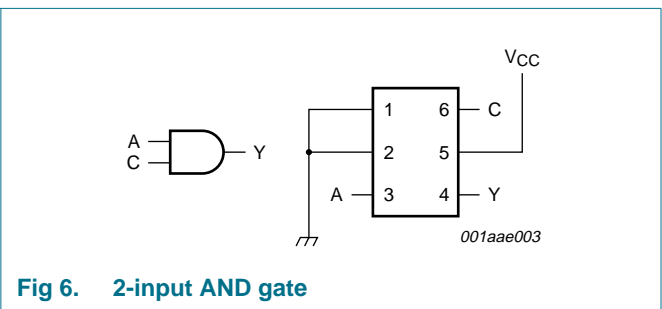 VCC
1 6 C
A
C
Y
2 5
A 3 4 Y
001aae003
Fig 6. 2-input AND gate